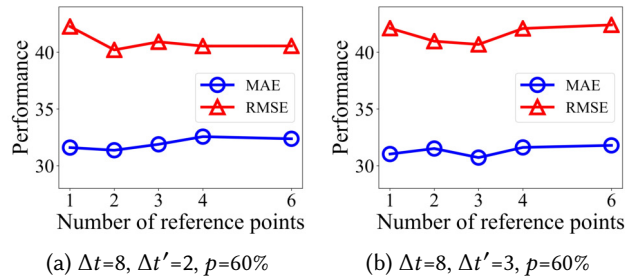 Performance
40
35
30
MAE
RMSE
1 2 3 4 6
Number of reference points
(a) Δt=8, Δt′=2, p=60%
Performance
40
35
30
MAE
RMSE
1 2 3 4 6
Number of reference points
(b) Δt=8, Δt′=3, p=60%